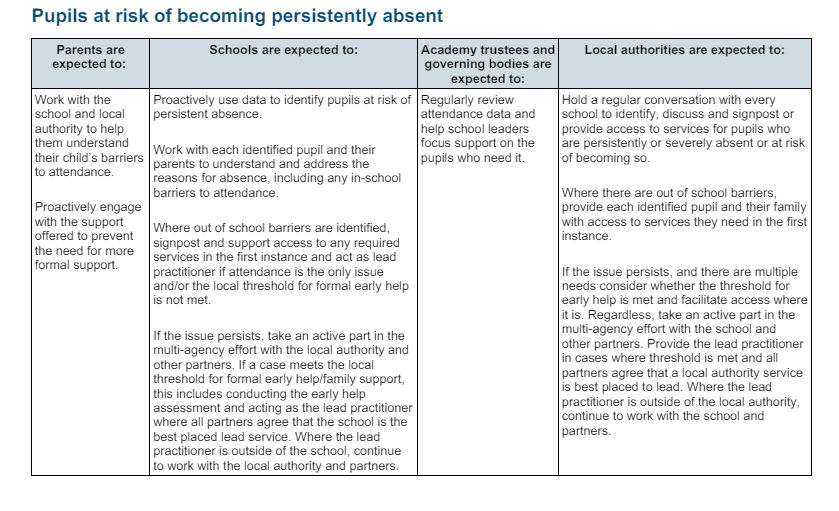 Pupils at risk of becoming persistently absent
Parents are
expected to:
Schools are expected to:
Academy trustees and
governing bodies are
expected to:
Local authorities are expected to:
Work with the
school and local
authority to help
them understand
their child’s barriers
to attendance.
Proactively engage
with the support
offered to prevent
the need for more
formal support.
Proactively use data to identify pupils at risk of
persistent absence.
Work with each identified pupil and their
parents to understand and address the
reasons for absence, including any in-school
barriers to attendance.
Where out of school barriers are identified,
signpost and support access to any required
services in the first instance and act as lead
practitioner if attendance is the only issue
and/or the local threshold for formal early help
is not met.
If the issue persists, take an active part in the
multi-agency effort with the local authority and
other partners. If a case meets the local
threshold for formal early help/family support,
this includes conducting the early help
assessment and acting as the lead practitioner
where all partners agree that the school is the
best placed lead service. Where the lead
practitioner is outside of the school, continue
to work with the local authority and partners.
Regularly review
attendance data and
help school leaders
focus support on the
pupils who need it.
Hold a regular conversation with every
school to identify, discuss and signpost or
provide access to services for pupils who
are persistently or severely absent or at risk
of becoming so.
Where there are out of school barriers,
provide each identified pupil and their family
with access to services they need in the first
instance.
If the issue persists, and there are multiple
needs consider whether the threshold for
early help is met and facilitate access where
it is. Regardless, take an active part in the
multi-agency effort with the school and
other partners. Provide the lead practitioner
in cases where threshold is met and all
partners agree that a local authority service
is best placed to lead. Where the lead
practitioner is outside of the local authority,
continue to work with the school and
partners.